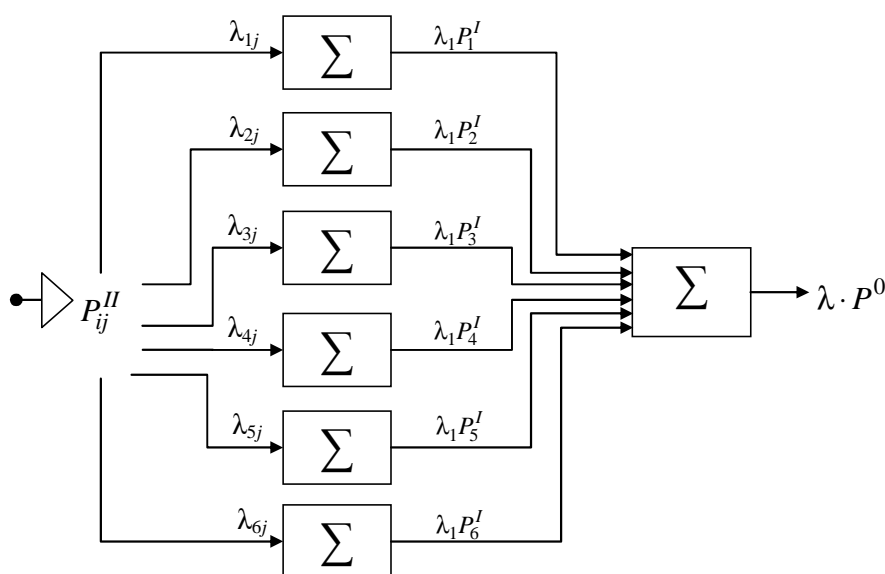 λ₁ⱼ ∑ λ₁P₁ᴵ
λ₂ⱼ ∑ λ₁P₂ᴵ
λ₃ⱼ ∑ λ₁P₃ᴵ
Pᵢⱼᴵᴵ ∑ λ · P⁰
λ₄ⱼ ∑ λ₁P₄ᴵ
λ₅ⱼ ∑ λ₁P₅ᴵ
λ₆ⱼ ∑ λ₁P₆ᴵ